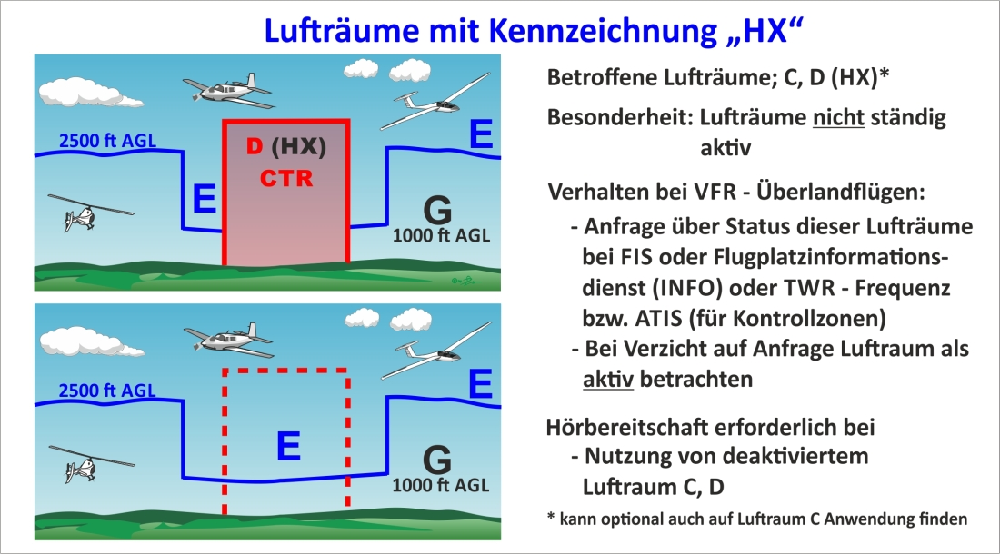 Lufträume mit Kennzeichnung „HX“
2500 ft AGL
E
D (HX)
CTR
E
G
1000 ft AGL
2500 ft AGL
E
E
G
1000 ft AGL
Betroffene Lufträume; C, D (HX)*
Besonderheit: Lufträume nicht ständig
aktiv
Verhalten bei VFR - Überlandflügen:
- Anfrage über Status dieser Lufträume
bei FIS oder Flugplatzinformations-
dienst (INFO) oder TWR - Frequenz
bzw. ATIS (für Kontrollzonen)
- Bei Verzicht auf Anfrage Luftraum als
aktiv betrachten
Hörbereitschaft erforderlich bei
- Nutzung von deaktiviertem
Luftraum C, D
* kann optional auch auf Luftraum C Anwendung finden